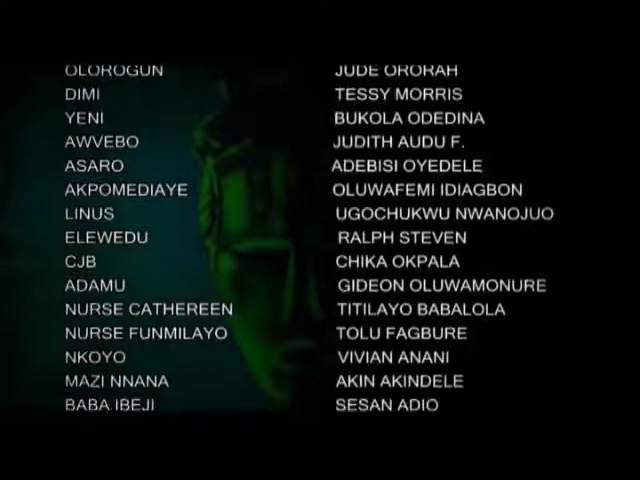 OLOROGUN JUDE ORORAH
DIMI TESSY MORRIS
YENI BUKOLA ODEDINA
AWVEBO JUDITH AUDU F.
ASARO ADEBISI OYEDELE
AKPOMEDIAYE OLUWAFEMI IDIAGBON
LINUS UGOCHUKWU NWANOJUO
ELEWEDU RALPH STEVEN
CJB CHIKA OKPALA
ADAMU GIDEON OLUWAMONURE
NURSE CATHEREEN TITILAYO BABALOLA
NURSE FUNMILAYO TOLU FAGBURE
NKOYO VIVIAN ANANI
MAZI NNANA AKIN AKINDELE
BABA IBEJI SESAN ADIO